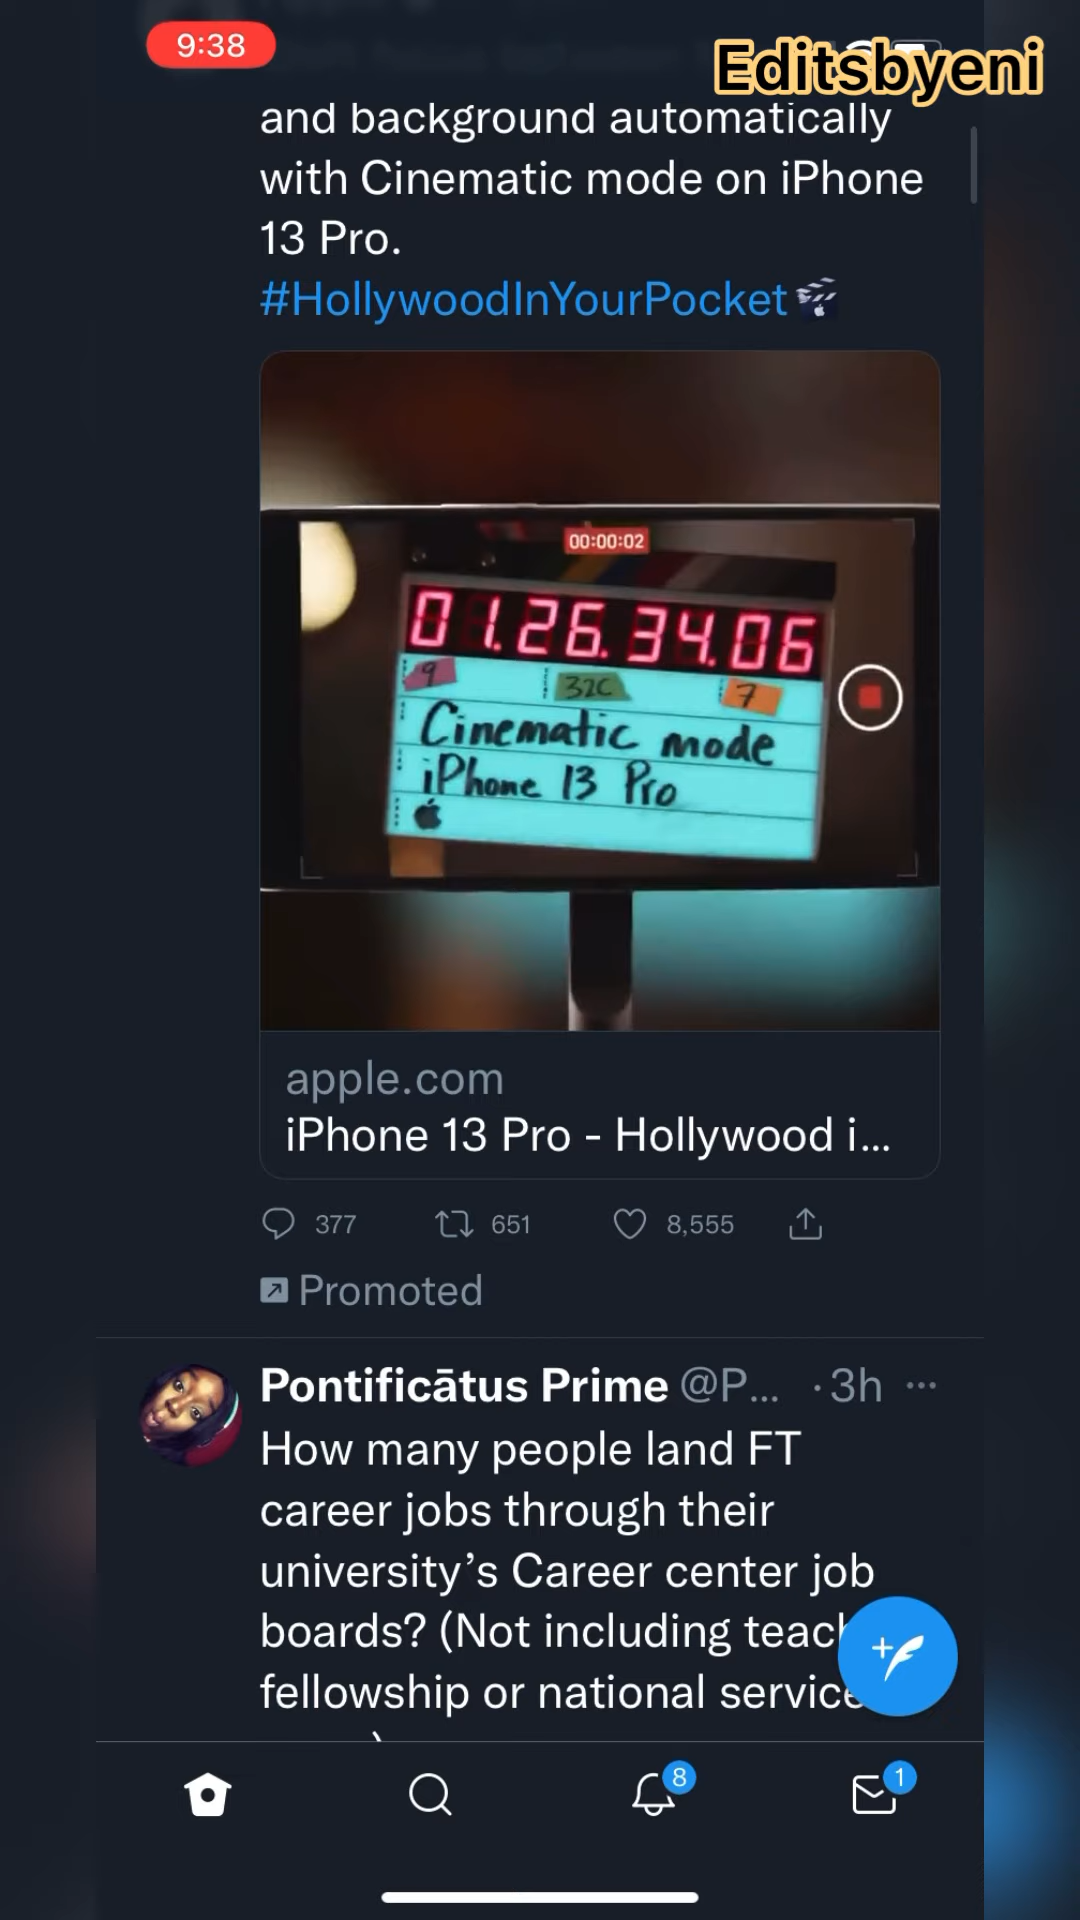 9:38
Editsbyeni
and background automatically
with Cinematic mode on iPhone
13 Pro.
#HollywoodInYourPocket
00:00:02
01.26.34.06
9 32C 7
Cinematic mode
iPhone 13 Pro
apple.com
iPhone 13 Pro - Hollywood i...
377 651 8,555
Promoted
Pontificātus Prime @P... · 3h ...
How many people land FT
career jobs through their
university’s Career center job
boards? (Not including teach
fellowship or national service
8 1